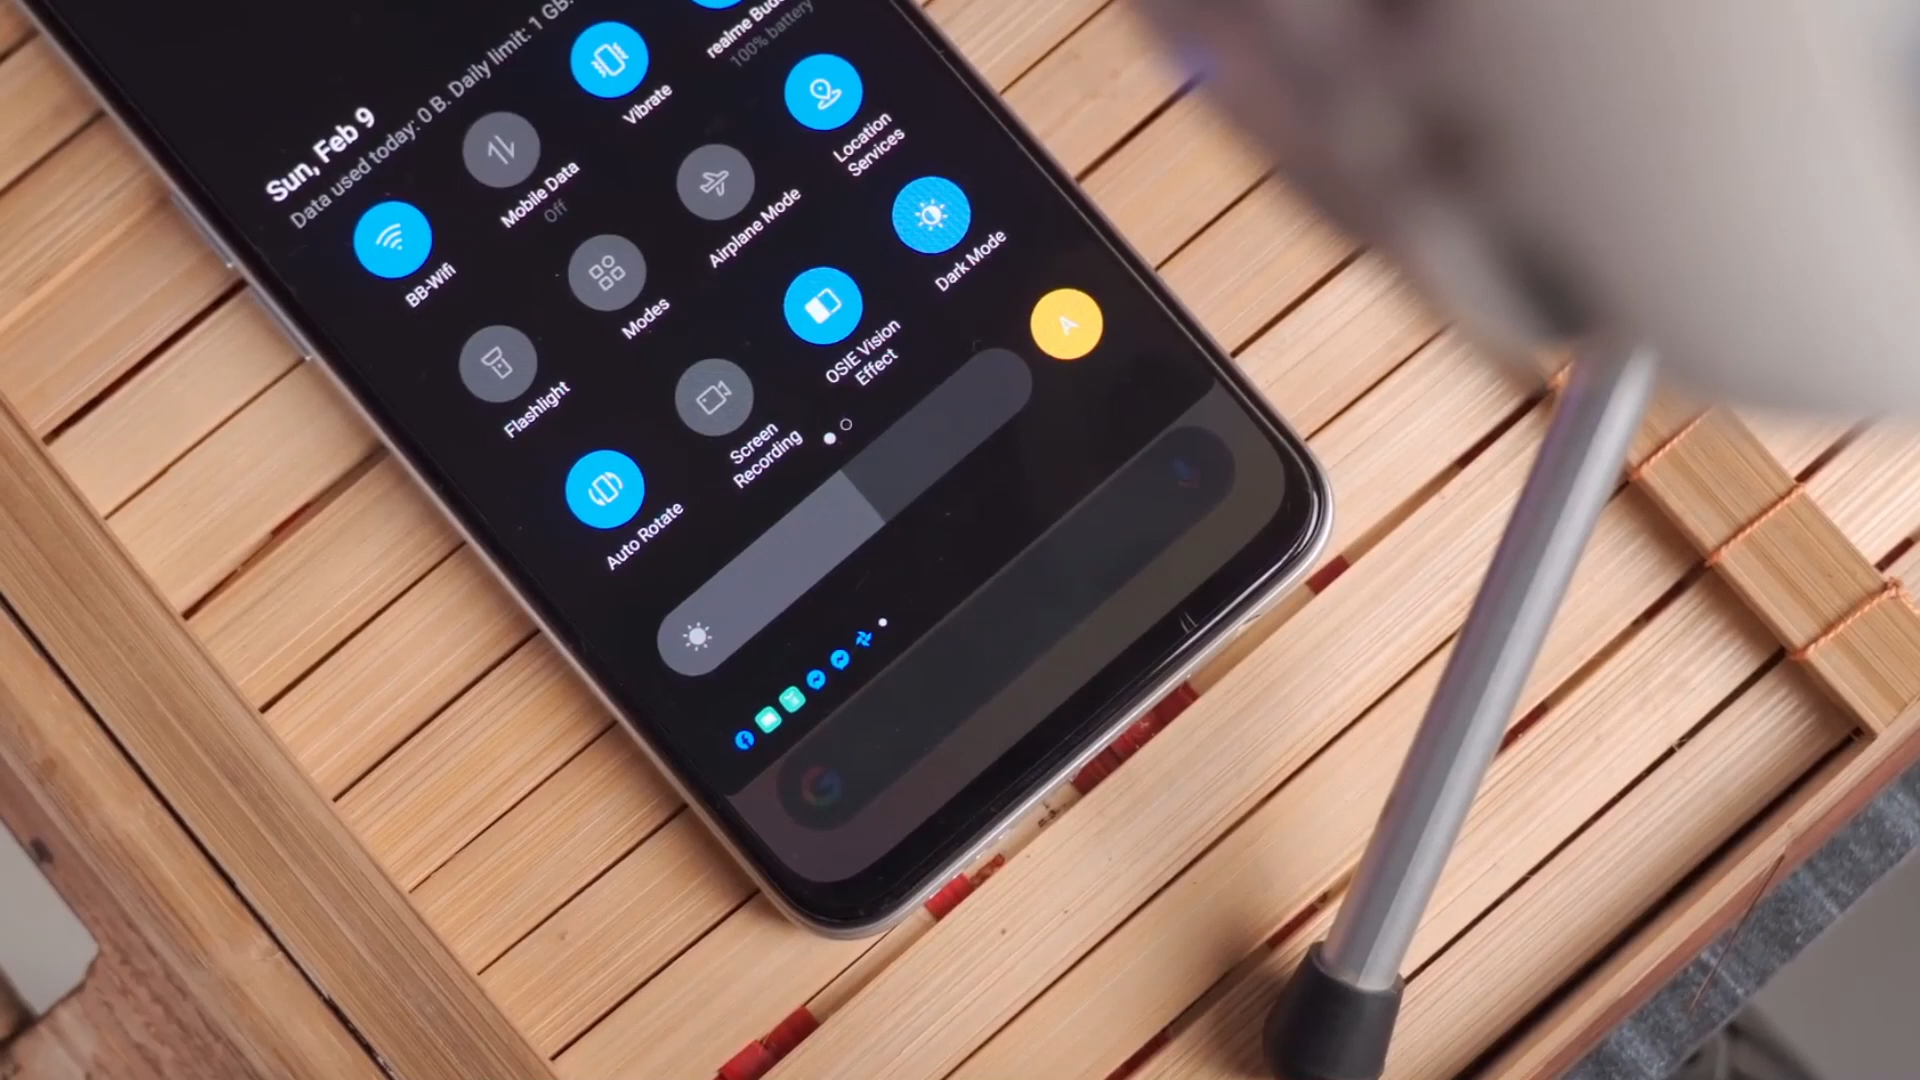 Sun, Feb 9
Data used today: 0 B. Daily limit: 1 GB.
BB-Wifi
Mobile Data
Off
Vibrate
realme Bud
100% battery
Flashlight
Modes
Airplane Mode
Location
Services
Auto Rotate
Screen
Recording
OSIE Vision
Effect
Dark Mode
A